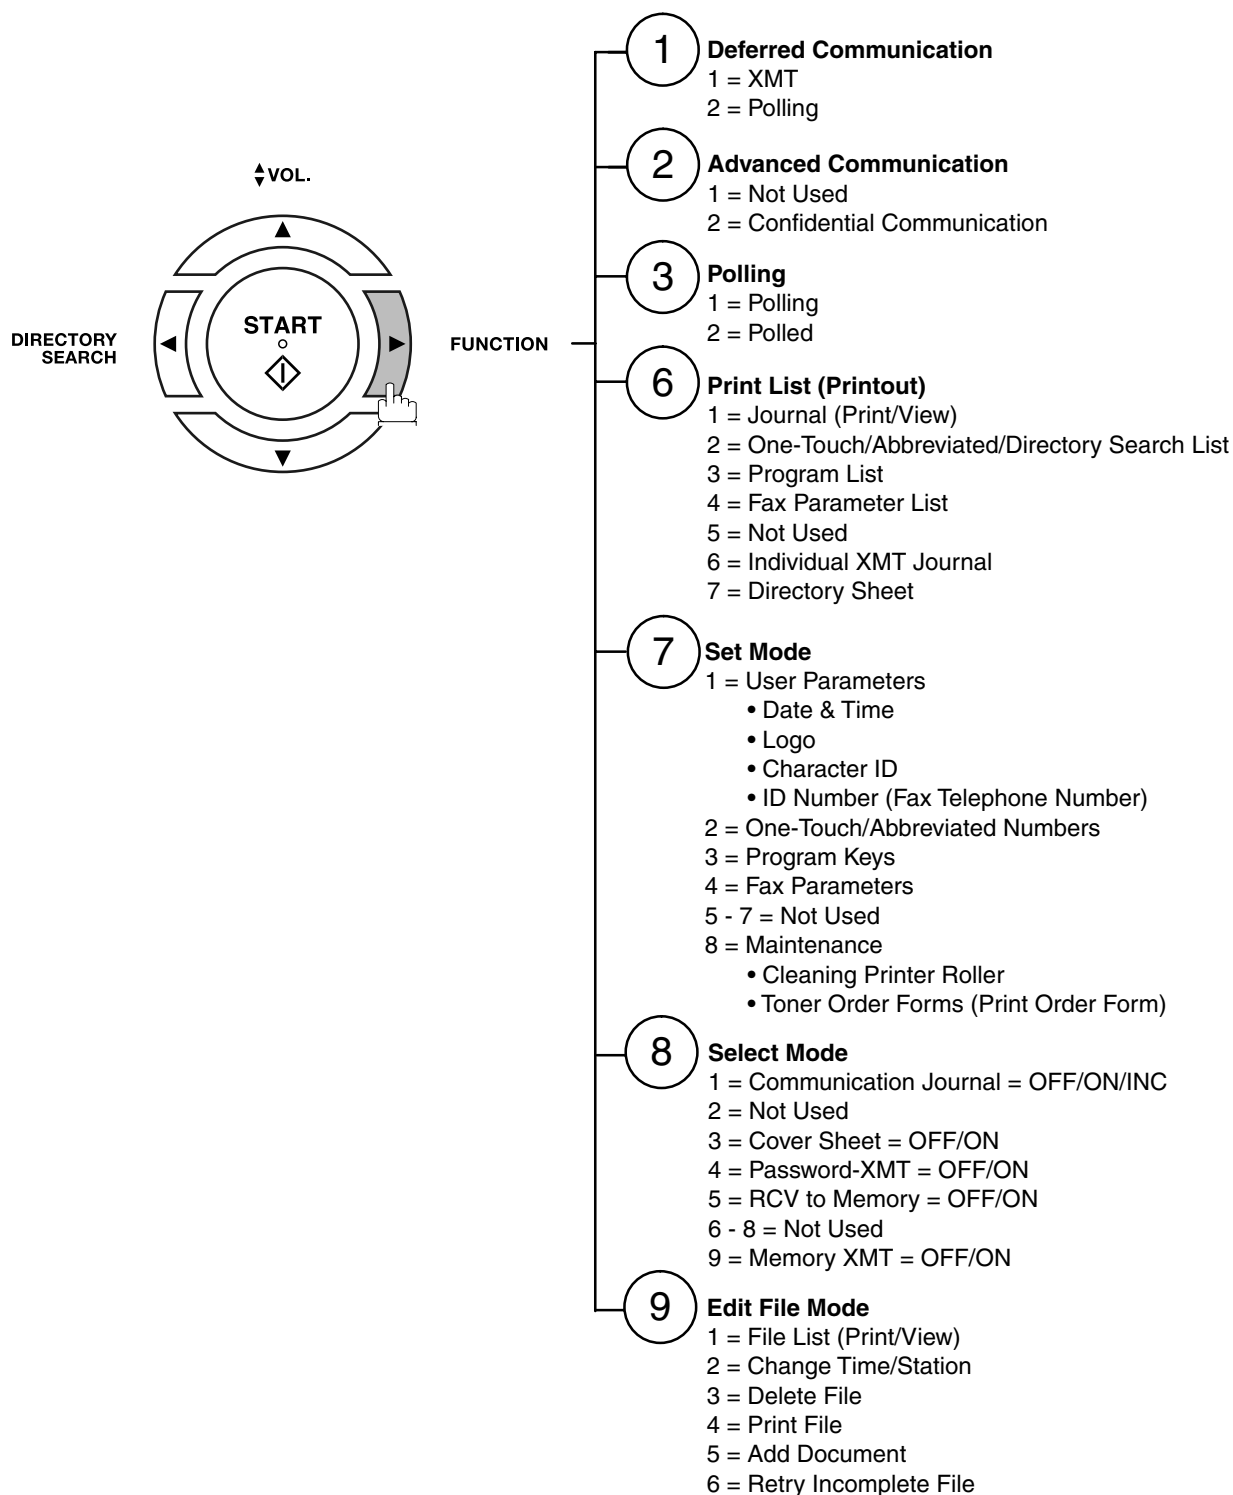 VOL.
DIRECTORY
SEARCH
START
FUNCTION
1 Deferred Communication
1 = XMT
2 = Polling
2 Advanced Communication
1 = Not Used
2 = Confidential Communication
3 Polling
1 = Polling
2 = Polled
6 Print List (Printout)
1 = Journal (Print/View)
2 = One-Touch/Abbreviated/Directory Search List
3 = Program List
4 = Fax Parameter List
5 = Not Used
6 = Individual XMT Journal
7 = Directory Sheet
7 Set Mode
1 = User Parameters
• Date & Time
• Logo
• Character ID
• ID Number (Fax Telephone Number)
2 = One-Touch/Abbreviated Numbers
3 = Program Keys
4 = Fax Parameters
5 - 7 = Not Used
8 = Maintenance
• Cleaning Printer Roller
• Toner Order Forms (Print Order Form)
8 Select Mode
1 = Communication Journal = OFF/ON/INC
2 = Not Used
3 = Cover Sheet = OFF/ON
4 = Password-XMT = OFF/ON
5 = RCV to Memory = OFF/ON
6 - 8 = Not Used
9 = Memory XMT = OFF/ON
9 Edit File Mode
1 = File List (Print/View)
2 = Change Time/Station
3 = Delete File
4 = Print File
5 = Add Document
6 = Retry Incomplete File